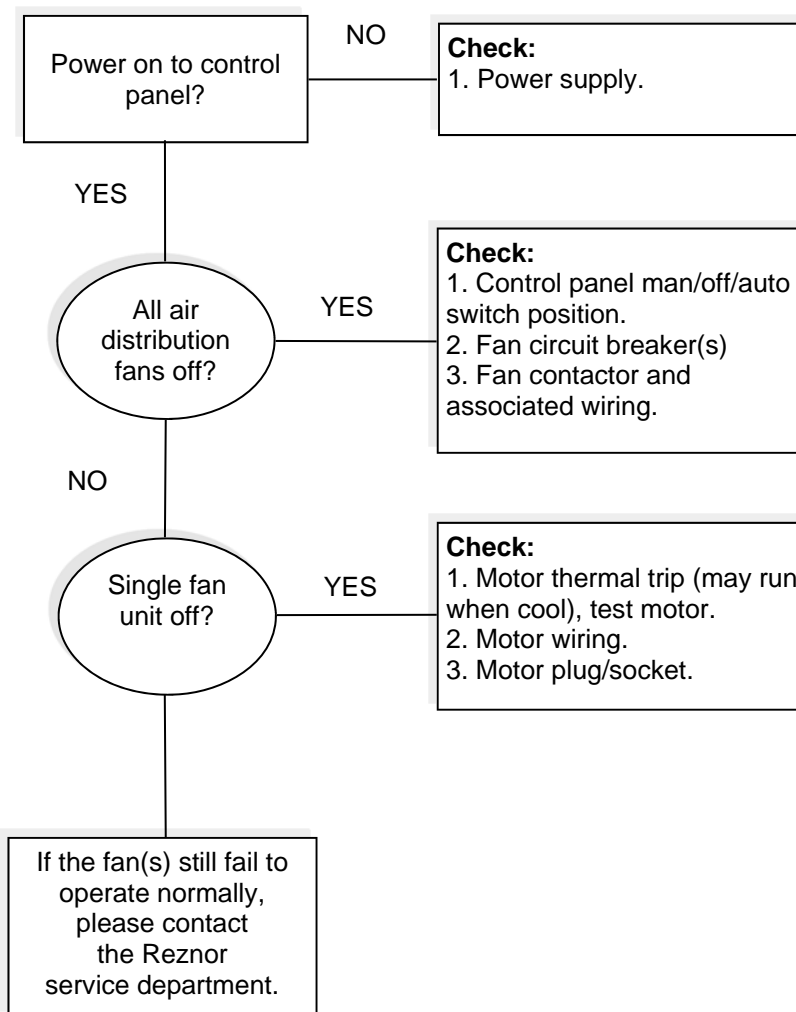 Power on to control
panel?
NO
Check:
1. Power supply.
YES
All air
distribution
fans off?
YES
Check:
1. Control panel man/off/auto
switch position.
2. Fan circuit breaker(s)
3. Fan contactor and
associated wiring.
NO
Single fan
unit off?
YES
Check:
1. Motor thermal trip (may run
when cool), test motor.
2. Motor wiring.
3. Motor plug/socket.
If the fan(s) still fail to
operate normally,
please contact
the Reznor
service department.